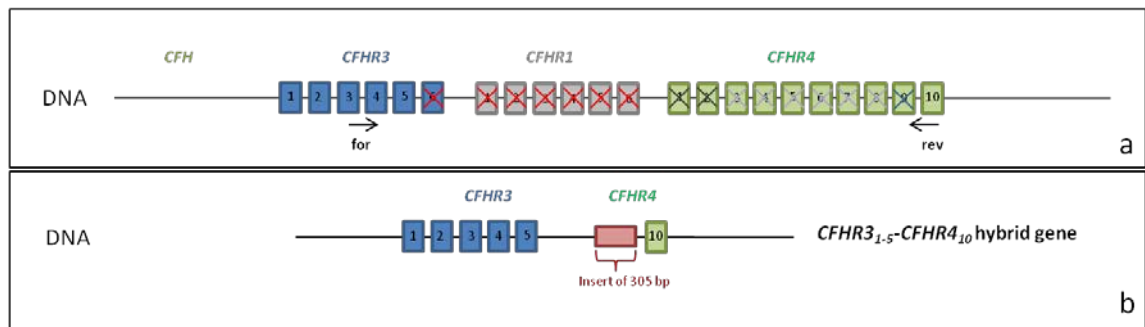 CFH CFHR3 CFHR1 CFHR4
DNA 1 2 3 4 5 6 1 2 3 4 5 6 1 2 3 4 5 6 7 8 9 10
for rev
a
CFHR3 CFHR4
DNA 1 2 3 4 5 10 CFHR3₁₋₅-CFHR4₁₀ hybrid gene
Insert of 305 bp
b